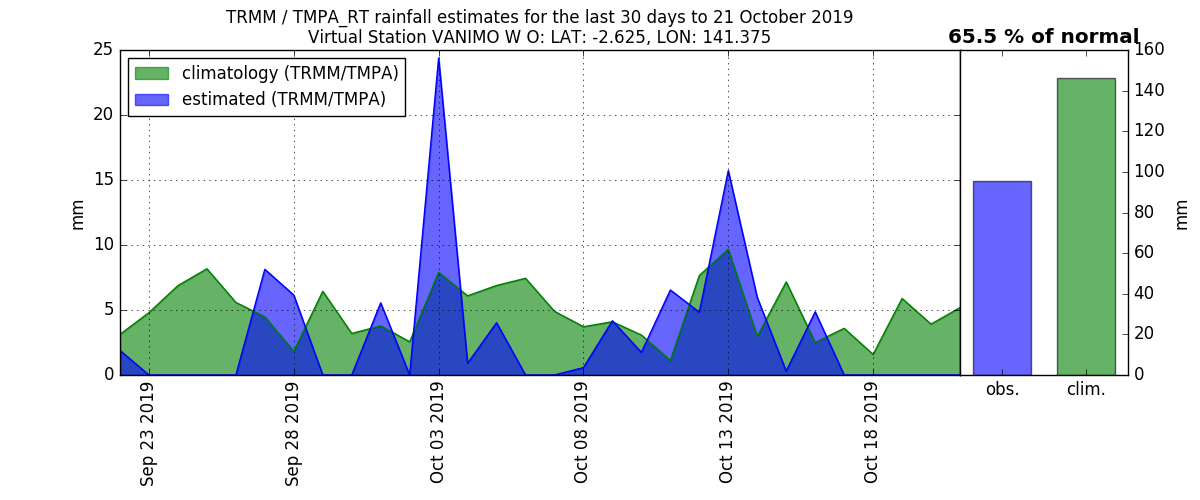 TRMM / TMPA_RT rainfall estimates for the last 30 days to 21 October 2019
Virtual Station VANIMO W O: LAT: -2.625, LON: 141.375
65.5 % of normal
climatology (TRMM/TMPA)
estimated (TRMM/TMPA)
25
20
15
10
5
0
mm
Sep 23 2019
Sep 28 2019
Oct 03 2019
Oct 08 2019
Oct 13 2019
Oct 18 2019
160
140
120
100
80
60
40
20
0
mm
obs.
clim.